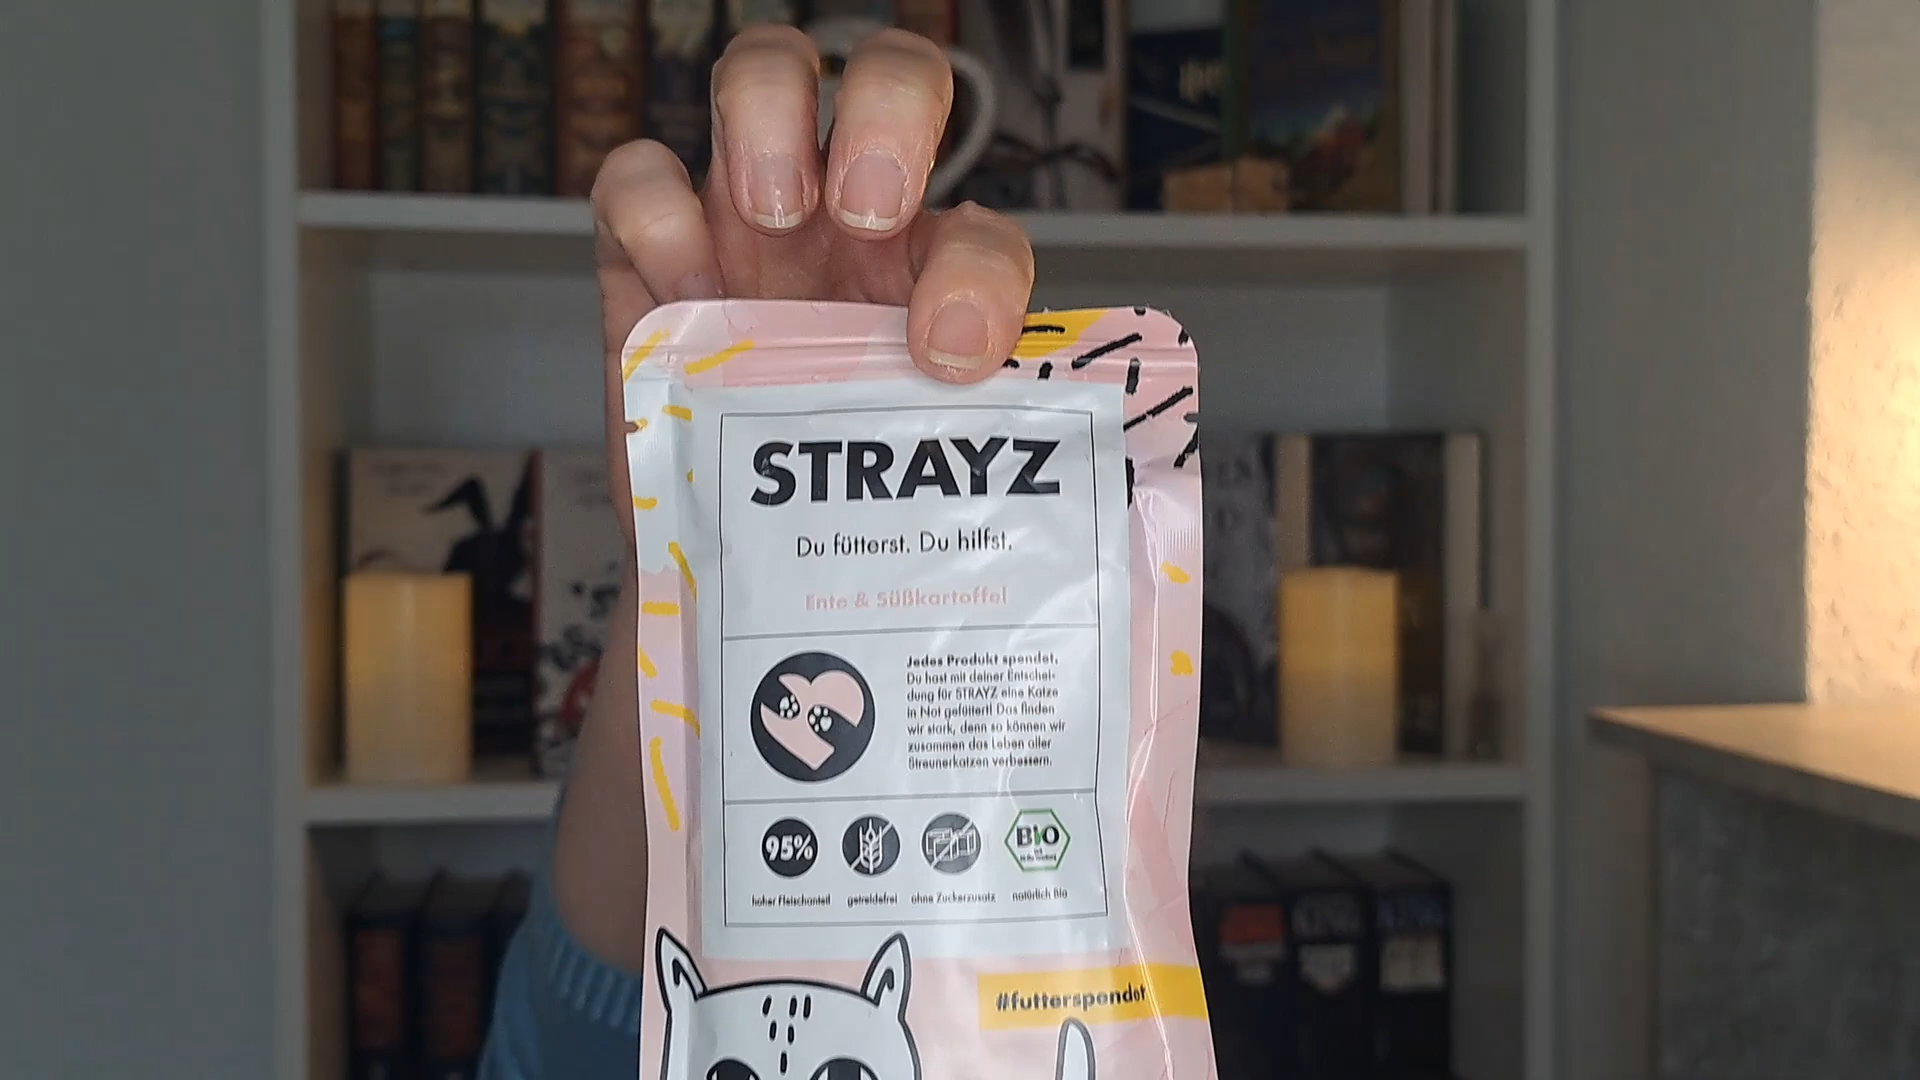 STRAYZ
Du fütterst. Du hilfst.
Ente & Süßkartoffel
Jedes Produkt spendet.
Du hast mit deiner Entschei-
dung für STRAYZ eine Katze
in Not gefüttert! Das finden
wir stark, denn so können wir
zusammen das Leben aller
Streunerkatzen verbessern.
95%
BIO
hoher Fleischanteil getreidefrei ohne Zuckerzusatz natürlich Bio
#futterspendet
KING
KING